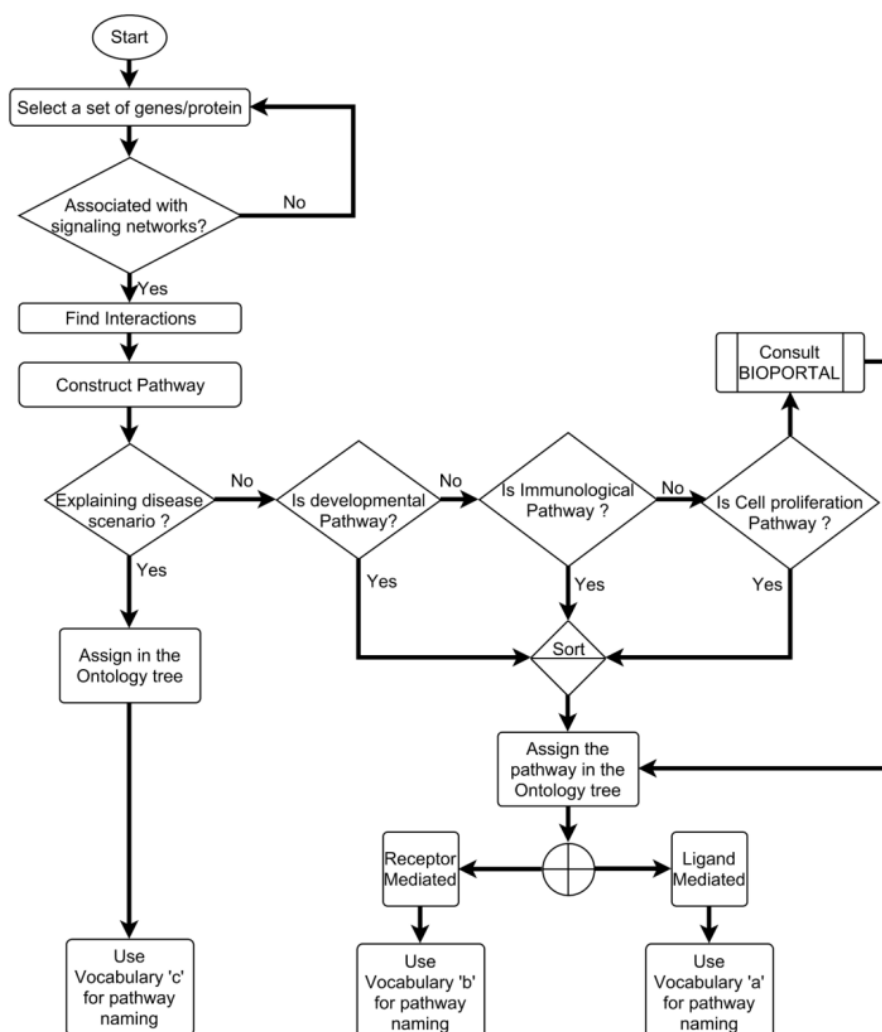 Start
Select a set of genes/protein
Associated with
signaling networks?
No
Yes
Find Interactions
Construct Pathway
Consult
BIOPORTAL
Explaining disease
scenario ?
No
Is developmental
Pathway?
No
Is Immunological
Pathway ?
No
Is Cell proliferation
Pathway ?
Yes
Yes
Yes
Yes
Assign in the
Ontology tree
Sort
Assign the
pathway in the
Ontology tree
Receptor
Mediated
Ligand
Mediated
Use
Vocabulary 'c'
for pathway
naming
Use
Vocabulary 'b'
for pathway
naming
Use
Vocabulary 'a'
for pathway
naming